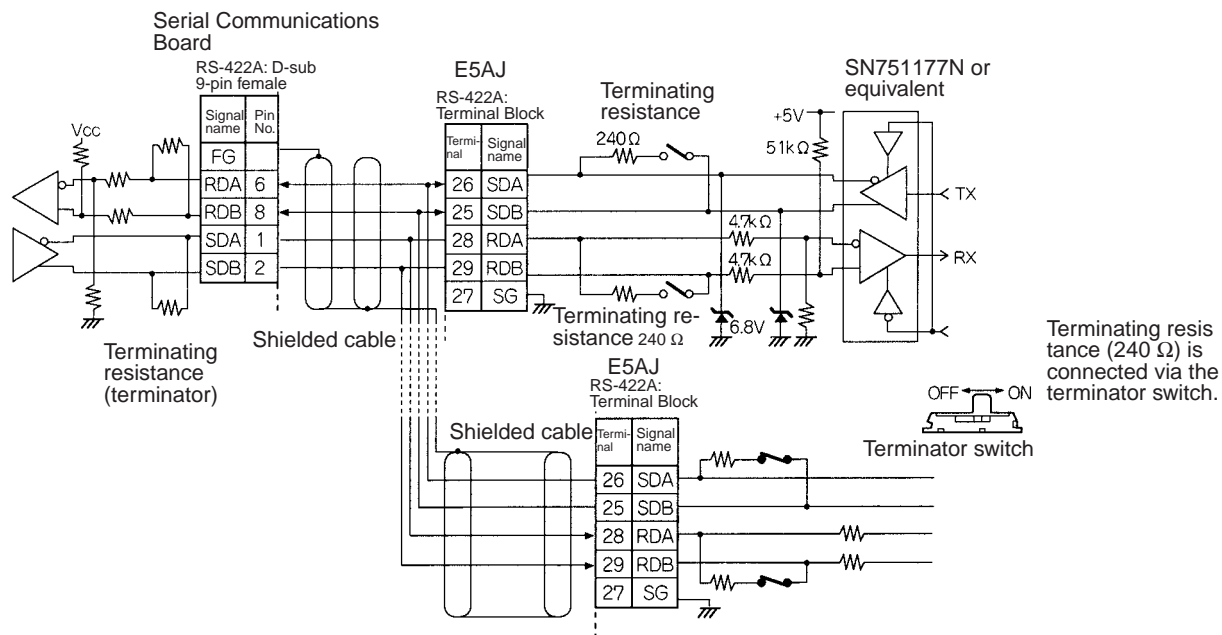 Serial Communications
Board
RS-422A: D-sub
9-pin female
Signal name
Pin No.
FG
RDA 6
RDB 8
SDA 1
SDB 2
Vcc
Terminating
resistance
(terminator)
Shielded cable
E5AJ
RS-422A:
Terminal Block
Termi-
nal
Signal
name
26 SDA
25 SDB
28 RDA
29 RDB
27 SG
Terminating
resistance
240 Ω
Terminating re-
sistance 240 Ω
SN751177N or
equivalent
+5V
51kΩ
4.7k Ω
4.7k Ω
6.8V
TX
RX
E5AJ
RS-422A:
Terminal Block
Shielded cable
Termi-
nal
Signal
name
26 SDA
25 SDB
28 RDA
29 RDB
27 SG
Terminating resis
tance (240 Ω) is
connected via the
terminator switch.
OFF ON
Terminator switch